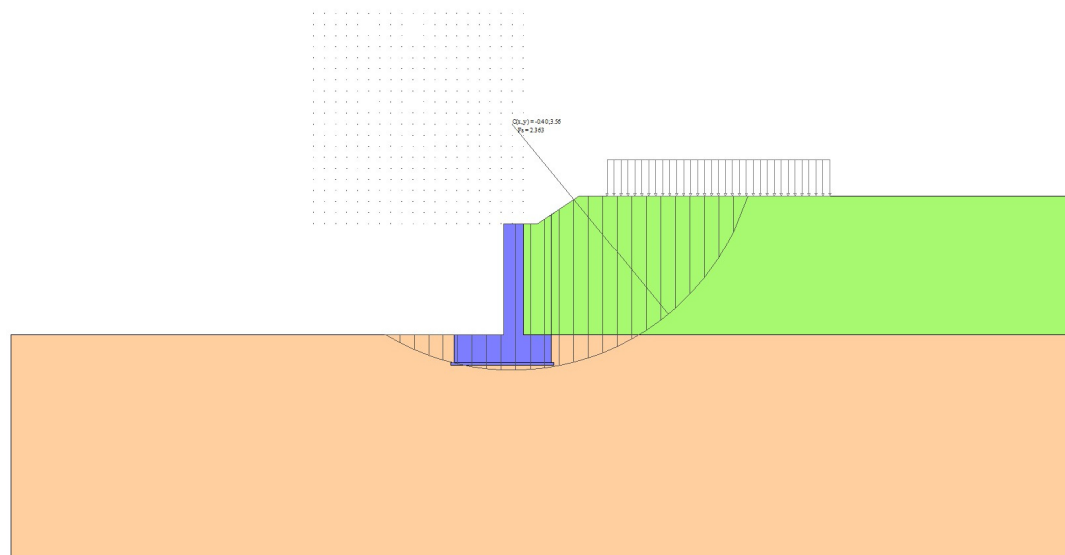 C(x, y) = -0.40;3.56
Fs = 2.363